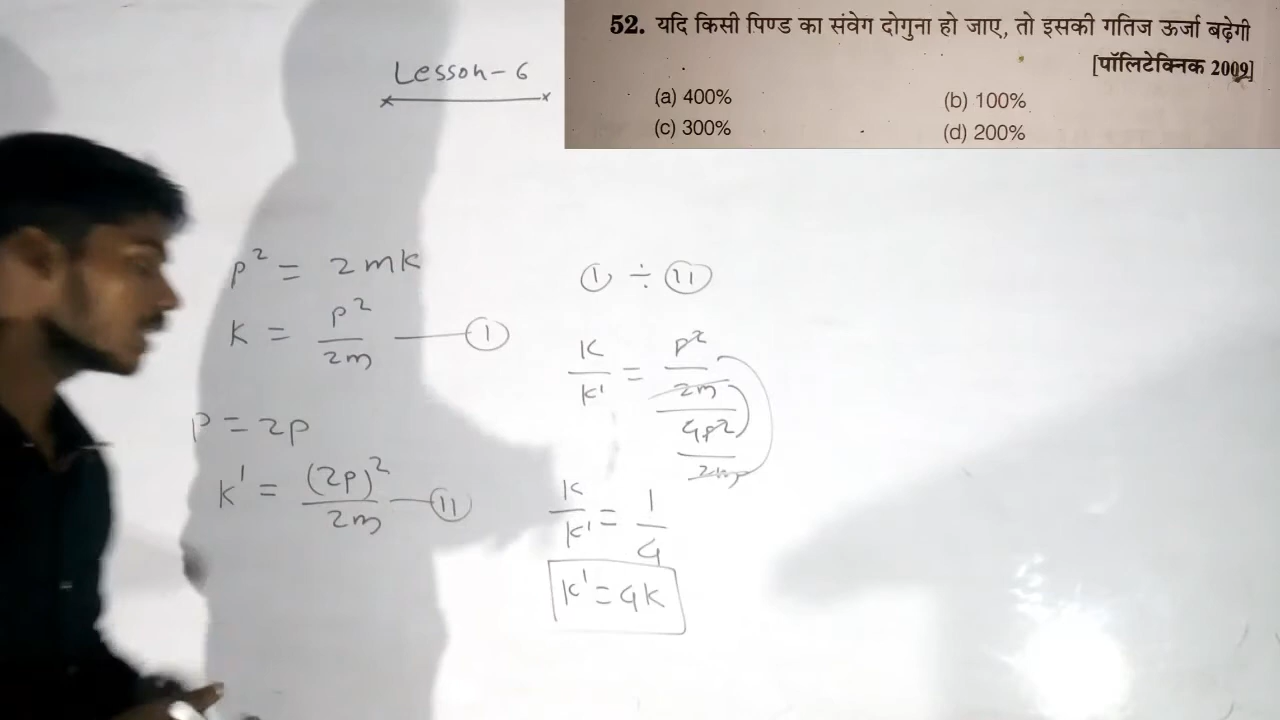 Lesson-6
52. यदि किसी पिण्ड का संवेग दोगुना हो जाए, तो इसकी गतिज ऊर्जा बढ़ेगी
[पॉलिटेक्निक 2009]
(a) 400% (b) 100%
(c) 300% (d) 200%
p² = 2mk
k = p²/2m — (1)
P = 2p
k' = (2p)²/2m — (11)
(1) ÷ (11)
k/k' = p²/2m / 4p²/2m
k/k' = 1/4
k' = 4k